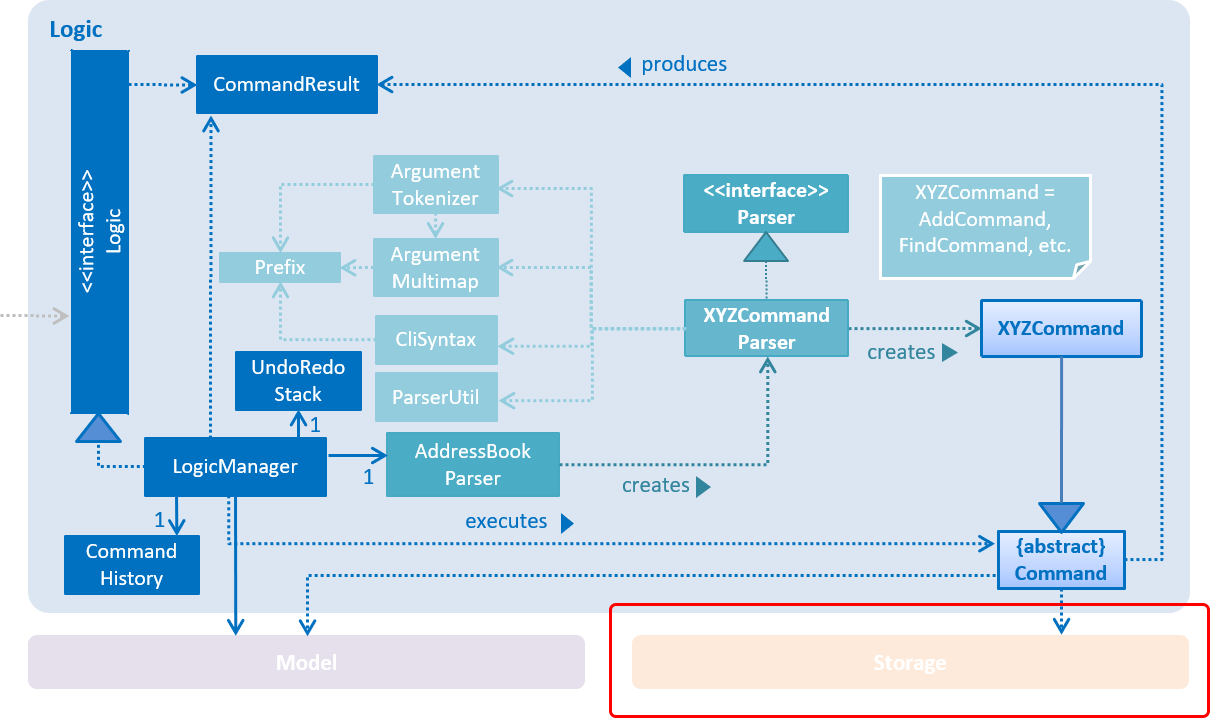 Logic
<<interface>>
Logic
CommandResult
produces
Argument
Tokenizer
<<interface>>
Parser
XYZCommand =
AddCommand,
FindCommand, etc.
Prefix
Argument
Multimap
XYZCommand
Parser
XYZCommand
CliSyntax
creates
UndoRedo
Stack
ParserUtil
1
LogicManager
1
AddressBook
Parser
creates
1
executes
Command
History
{abstract}
Command
Model
Storage